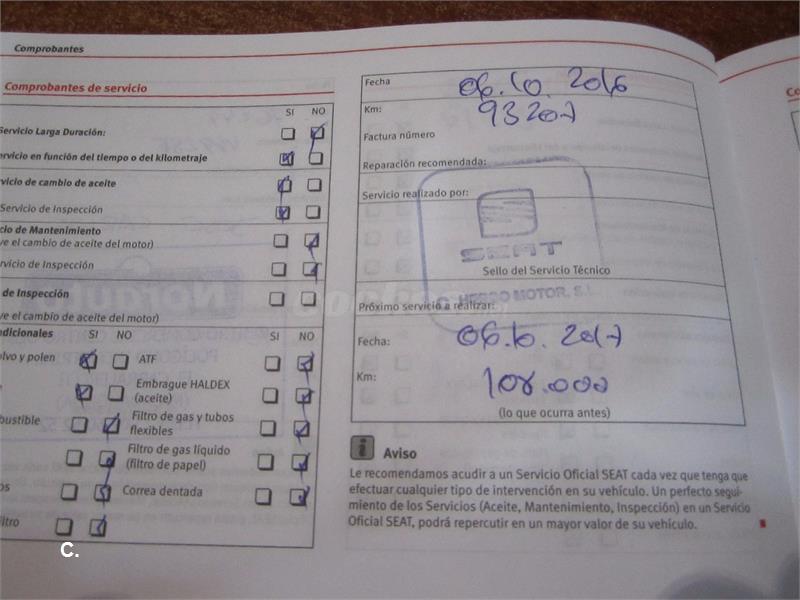 Comprobantes
Comprobantes de servicio
SI NO
Servicio Larga Duración:
rvicio en función del tiempo o del kilometraje
vicio de cambio de aceite
Servicio de Inspección
cio de Mantenimiento
ve el cambio de aceite del motor)
rvicio de Inspección
de Inspección
ve el cambio de aceite del motor)
dicionales SI NO SI NO
olvo y polen ATF
Embrague HALDEX
(aceite)
bustible Filtro de gas y tubos
flexibles
Filtro de gas líquido
(filtro de papel)
os Correa dentada
filtro
C.
Fecha 06.10.2016
Km: 93207
Factura número
Reparación recomendada:
Servicio realizado por:
SEAT
Sello del Servicio Técnico
MOTOR, S.L
Próximo servicio a realizar:
Fecha: 06.10.2017
Km: 108.000
(lo que ocurra antes)
i Aviso
Le recomendamos acudir a un Servicio Oficial SEAT cada vez que tenga que
efectuar cualquier tipo de intervención en su vehículo. Un perfecto segui-
miento de los Servicios (Aceite, Mantenimiento, Inspección) en un Servicio
Oficial SEAT, podrá repercutir en un mayor valor de su vehículo.